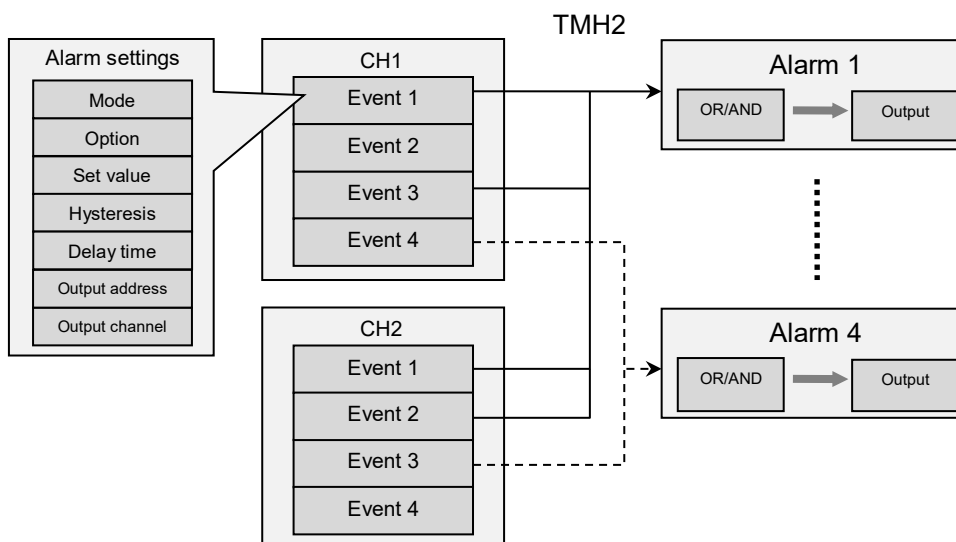 TMH2
Alarm settings
Mode
Option
Set value
Hysteresis
Delay time
Output address
Output channel
CH1
Event 1
Event 2
Event 3
Event 4
CH2
Event 1
Event 2
Event 3
Event 4
Alarm 1
OR/AND
Output
Alarm 4
OR/AND
Output